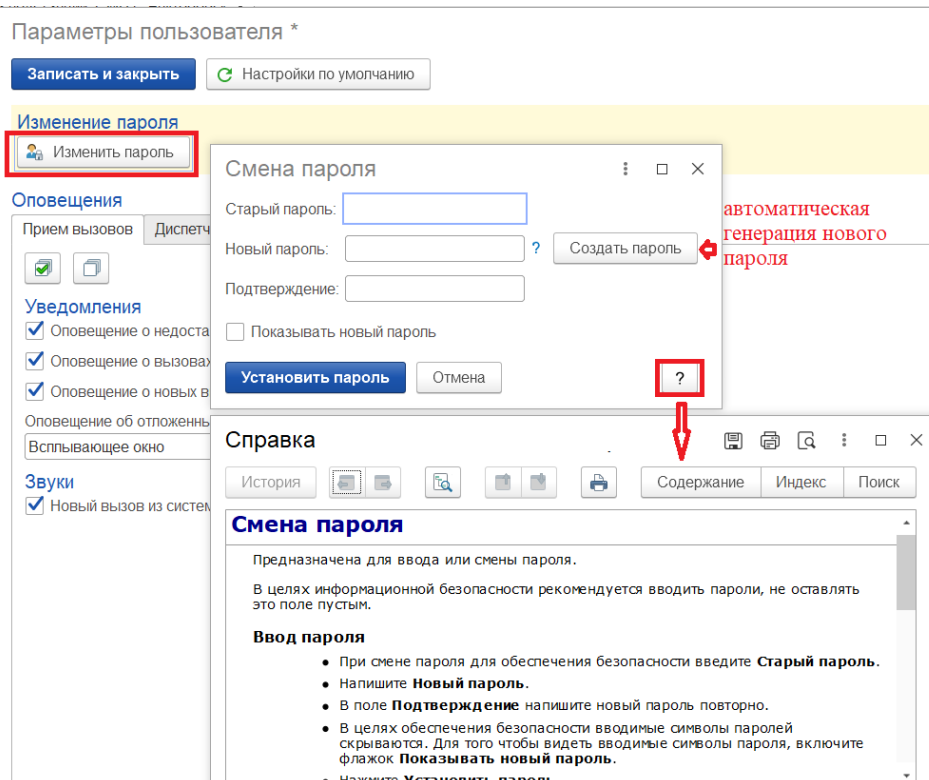 Параметры пользователя *
Записать и закрыть
Настройки по умолчанию
Изменение пароля
Изменить пароль
Оповещения
Прием вызовов
Диспетч
Уведомления
Оповещение о недоста
Оповещение о вызовах
Оповещение о новых в
Оповещение об отложеннь
Всплывающее окно
Звуки
Новый вызов из систем
Смена пароля
Старый пароль:
Новый пароль:
?
Создать пароль
Подтверждение:
Показывать новый пароль
Установить пароль
Отмена
?
автоматическая
генерация нового
пароля
Справка
История
Содержание
Индекс
Поиск
Смена пароля
Предназначена для ввода или смены пароля.
В целях информационной безопасности рекомендуется вводить пароли, не оставлять
это поле пустым.
Ввод пароля
• При смене пароля для обеспечения безопасности введите Старый пароль.
• Напишите Новый пароль.
• В поле Подтверждение напишите новый пароль повторно.
• В целях обеспечения безопасности вводимые символы паролей
скрываются. Для того чтобы видеть вводимые символы пароля, включите
флажок Показывать новый пароль.
• Нажмите Установить пароль